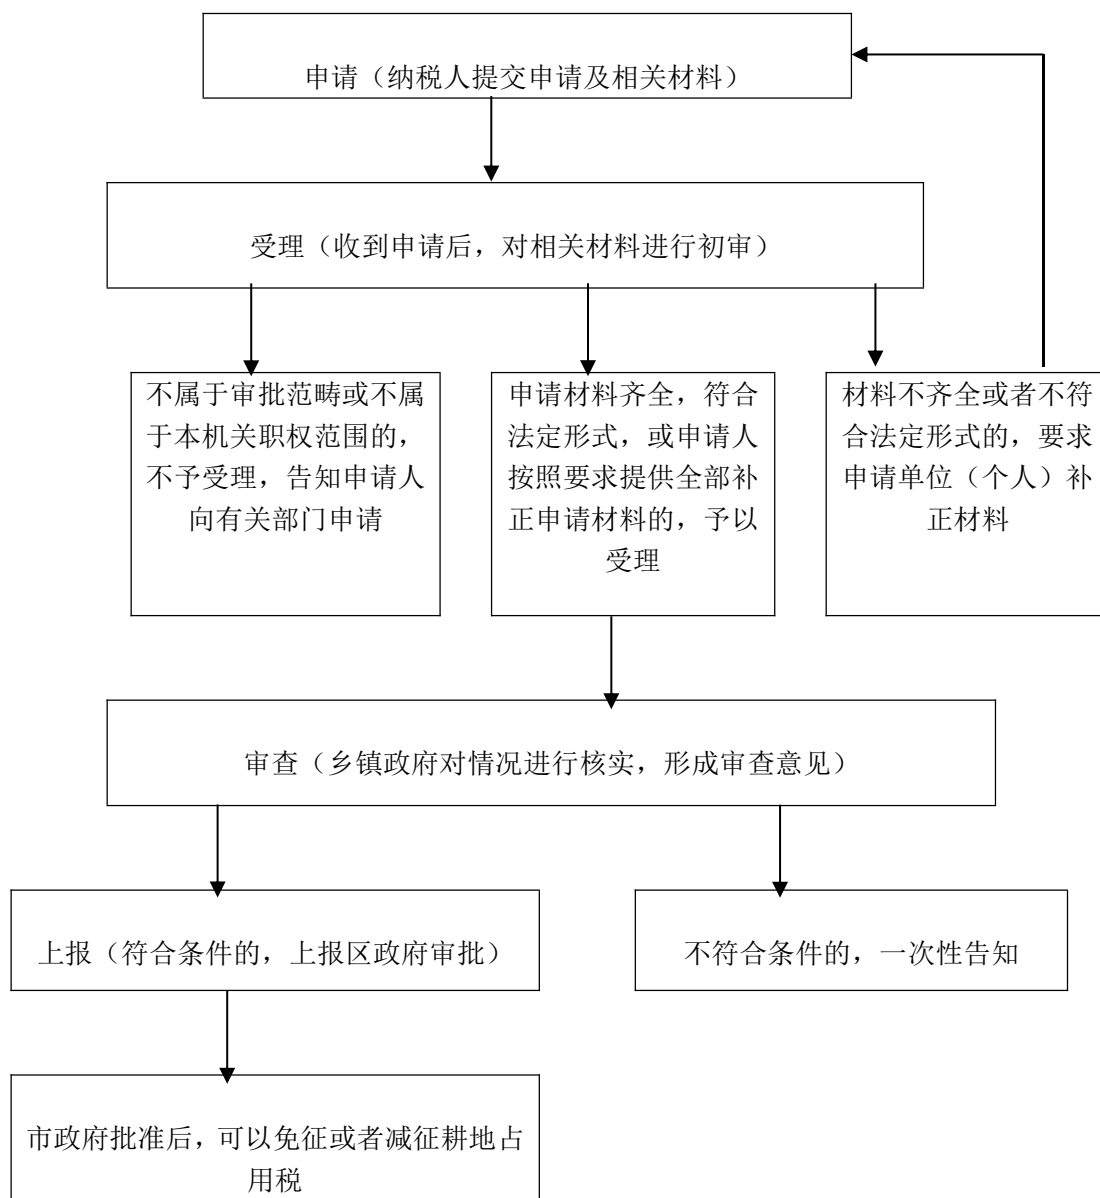 申请（纳税人提交申请及相关材料）
受理（收到申请后，对相关材料进行初审）
不属于审批范畴或不属
于本机关职权范围的，
不予受理，告知申请人
向有关部门申请
申请材料齐全，符合
法定形式，或申请人
按照要求提供全部补
正申请材料的，予以
受理
材料不齐全或者不符
合法定形式的，要求
申请单位（个人）补
正材料
审查（乡镇政府对情况进行核实，形成审查意见）
上报（符合条件的，上报区政府审批）
不符合条件的，一次性告知
市政府批准后，可以免征或者减征耕地占
用税